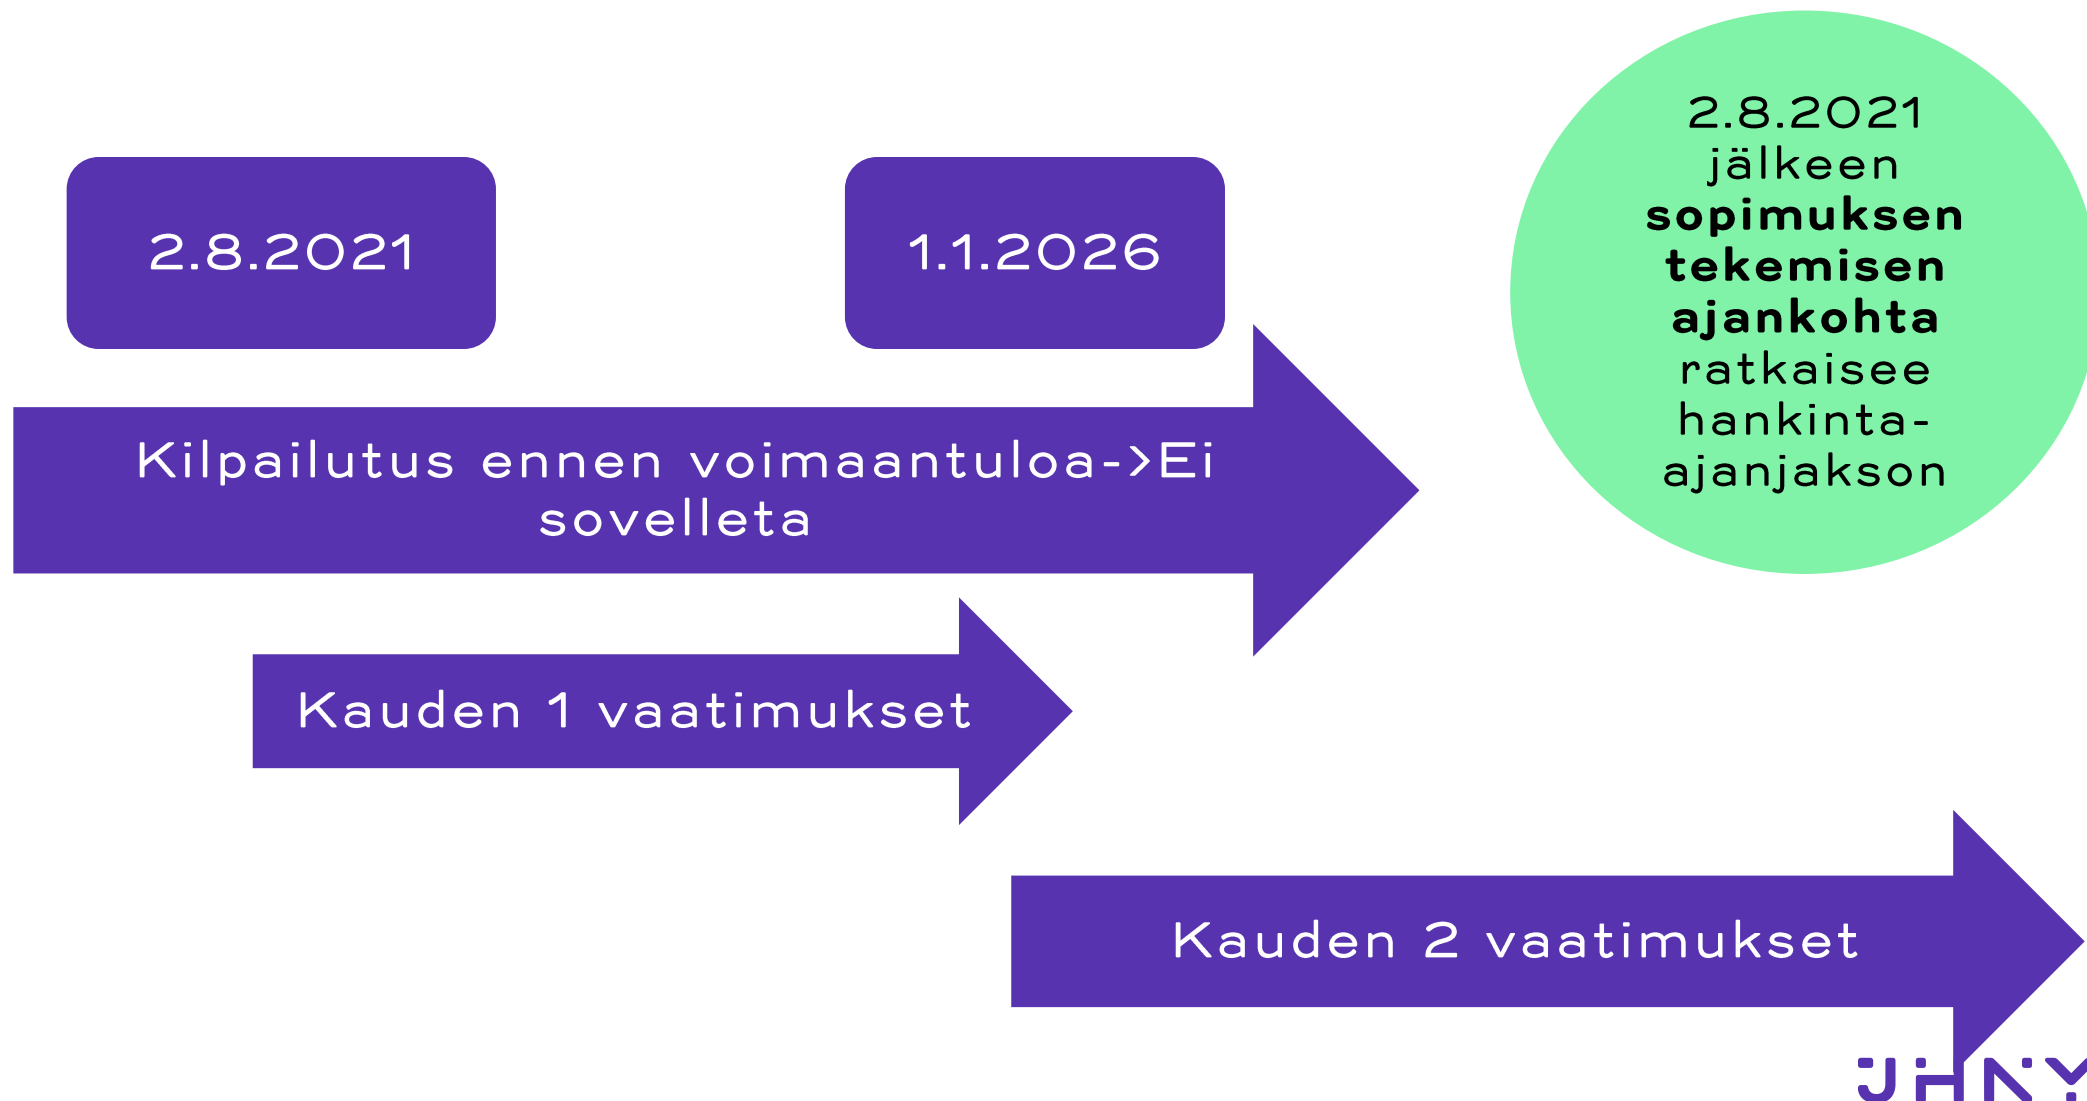 2.8.2021
1.1.2026
2.8.2021
jälkeen
sopimuksen
tekemisen
ajankohta
ratkaisee
hankinta-
ajanjakson
Kilpailutus ennen voimaantuloa->Ei
sovelleta
Kauden 1 vaatimukset
Kauden 2 vaatimukset
JHNY